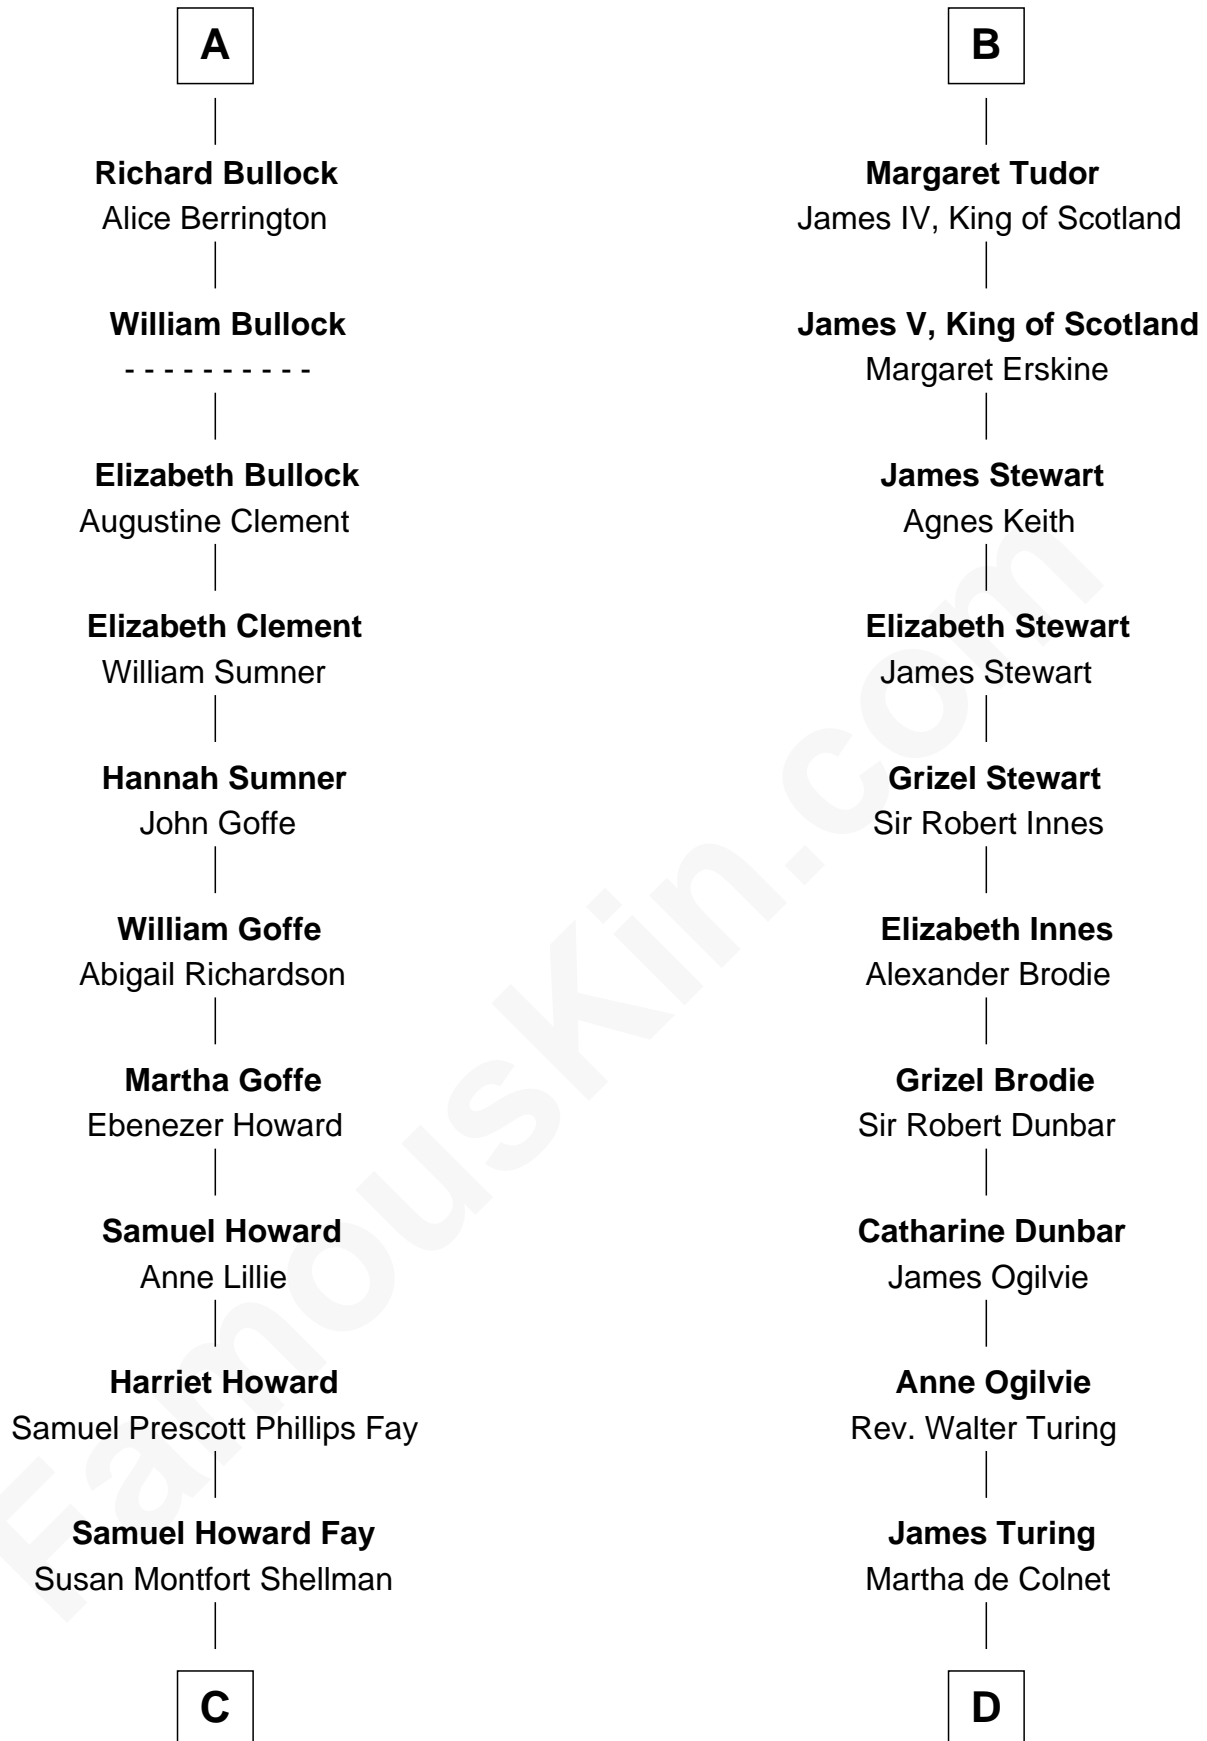 A
Richard Bullock
Alice Berrington
William Bullock
- - - - - - - - - -
Elizabeth Bullock
Augustine Clement
Elizabeth Clement
William Sumner
Hannah Sumner
John Goffe
William Goffe
Abigail Richardson
Martha Goffe
Ebenezer Howard
Samuel Howard
Anne Lillie
Harriet Howard
Samuel Prescott Phillips Fay
Samuel Howard Fay
Susan Montfort Shellman
C
B
Margaret Tudor
James IV, King of Scotland
James V, King of Scotland
Margaret Erskine
James Stewart
Agnes Keith
Elizabeth Stewart
James Stewart
Grizel Stewart
Sir Robert Innes
Elizabeth Innes
Alexander Brodie
Grizel Brodie
Sir Robert Dunbar
Catharine Dunbar
James Ogilvie
Anne Ogilvie
Rev. Walter Turing
James Turing
Martha de Colnet
D
FamousKin.com